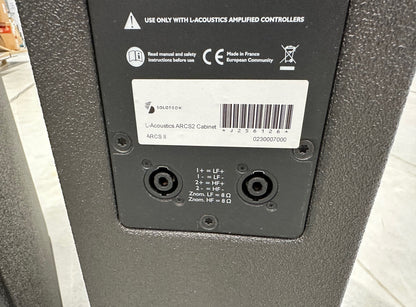 USE ONLY WITH L-ACOUSTICS AMPLIFIED CONTROLLERS
Read manual and safety
instructions before use
CE
Made in France
European Community
SOLOTECH
L-Acoustics ARCS2 Cabinet
ARCS II
*J236126*
0230007000
1+ = LF+
1 - = LF -
2+ = HF+
2 - = HF -
Znom. LF = 8 Ω
Znom. HF = 8 Ω